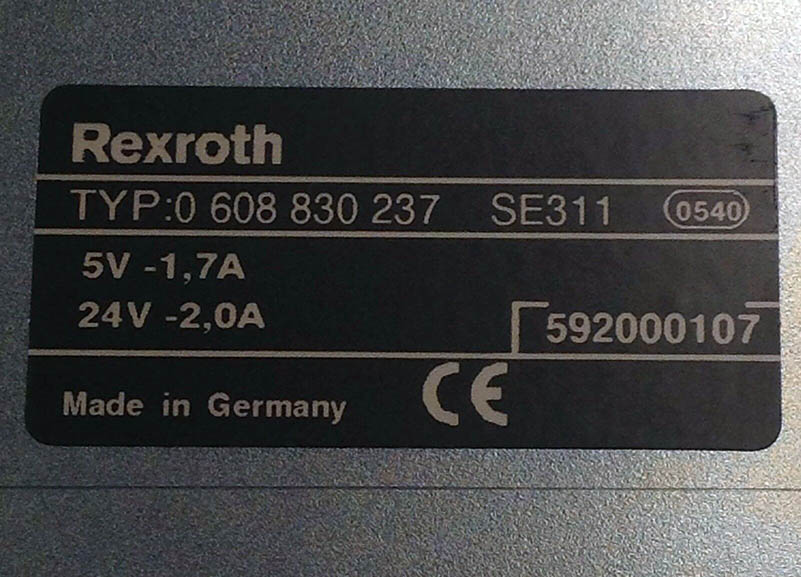 Rexroth
TYP:0 608 830 237 SE311 0540
5V -1,7A
24V -2,0A
592000107
Made in Germany CE